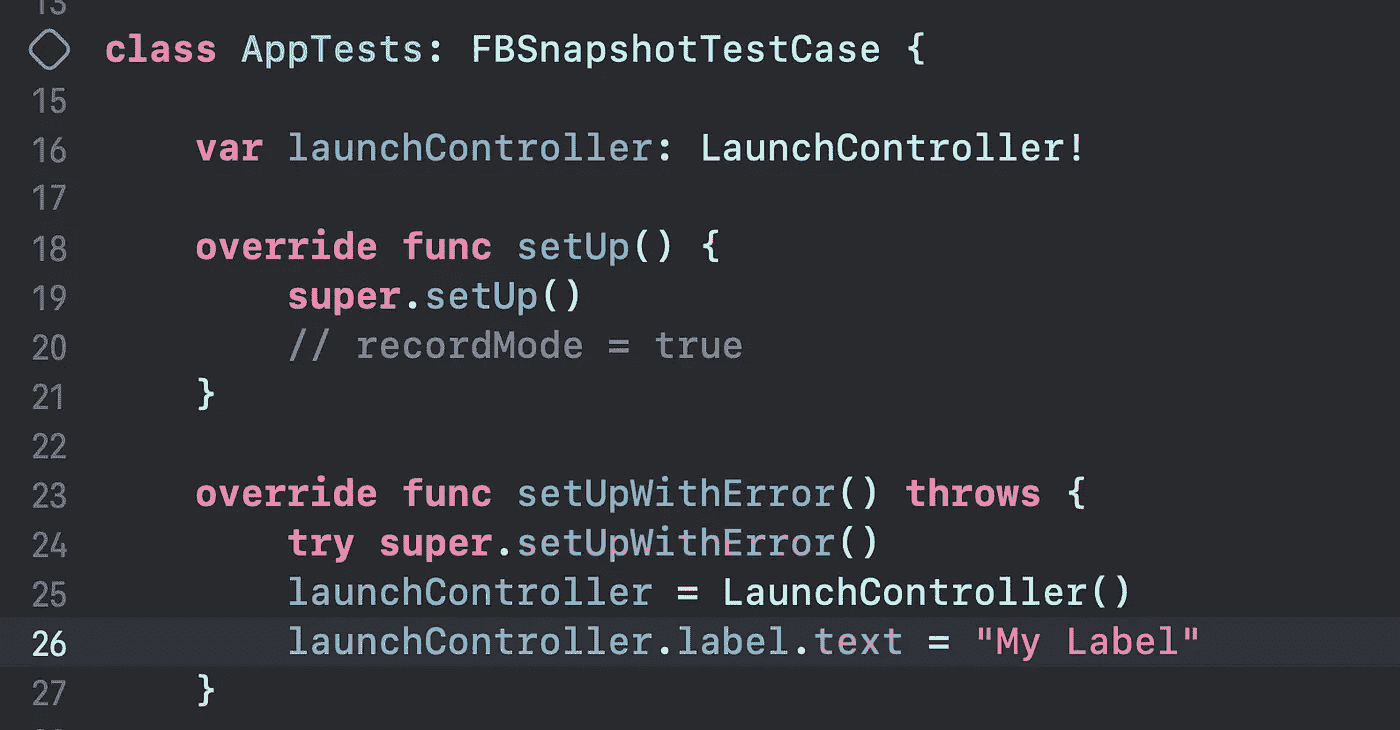 13
class AppTests: FBSnapshotTestCase {
15
16 var launchController: LaunchController!
17
18 override func setUp() {
19 super.setUp()
20 // recordMode = true
21 }
22
23 override func setUpWithError() throws {
24 try super.setUpWithError()
25 launchController = LaunchController()
26 launchController.label.text = "My Label"
27 }